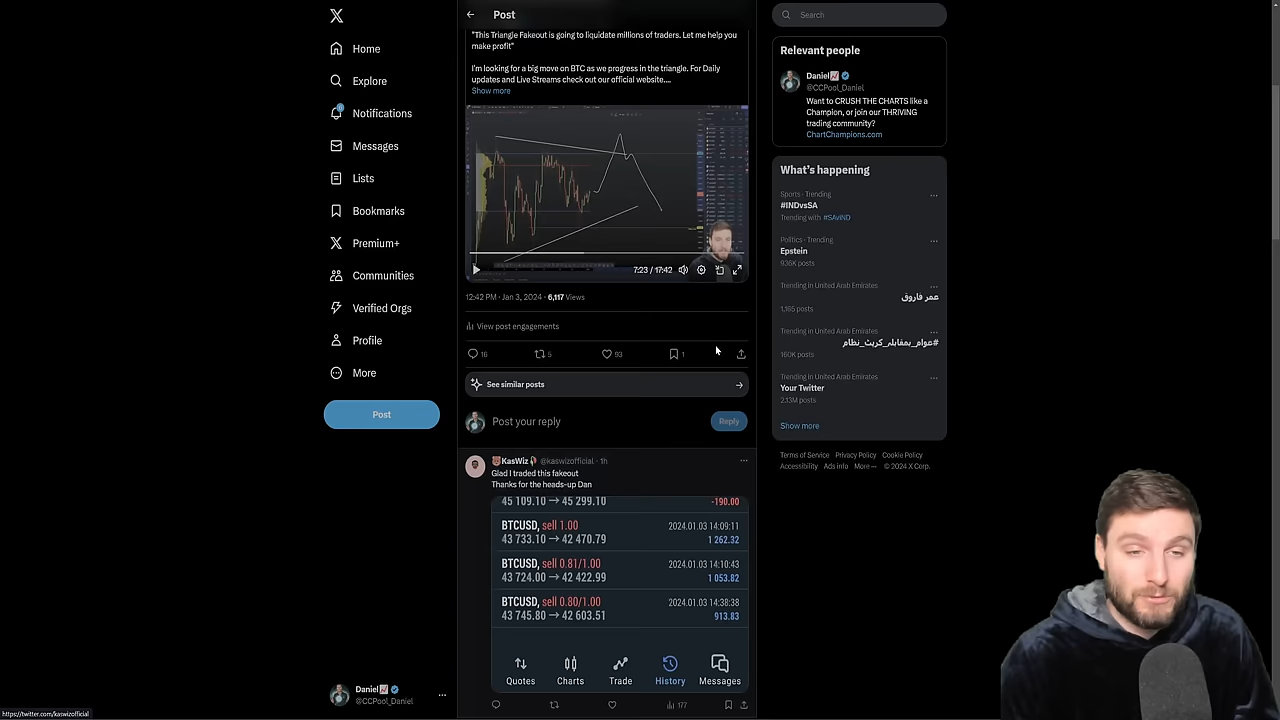 Home
Explore
Notifications
Messages
Lists
Bookmarks
Premium+
Communities
Verified Orgs
Profile
More
Post
Daniel📈
@CCPool_Daniel
https://twitter.com/kaswizofficial
Post
"This Triangle Fakeout is going to liquidate millions of traders. Let me help you
make profit"
I'm looking for a big move on BTC as we progress in the triangle. For Daily
updates and Live Streams check out our official website....
Show more
7:23 / 17:42
12:42 PM · Jan 3, 2024 · 6,117 Views
View post engagements
16 5 93 1
See similar posts
Post your reply
Reply
KasWiz @kaswizofficial · 1h
Glad I traded this fakeout
Thanks for the heads-up Dan
45 109.10 → 45 299.10 -190.00
BTCUSD, sell 1.00 2024.01.03 14:09:11
43 733.10 → 42 470.79 1 262.32
BTCUSD, sell 0.81/1.00 2024.01.03 14:10:43
43 724.00 → 42 422.99 1 053.82
BTCUSD, sell 0.80/1.00 2024.01.03 14:38:38
43 745.80 → 42 603.51 913.83
Quotes Charts Trade History Messages
177
Search
Relevant people
Daniel📈
@CCPool_Daniel
Want to CRUSH THE CHARTS like a
Champion, or join our THRIVING
trading community?
ChartChampions.com
What's happening
Sports · Trending
#INDvsSA
Trending with #SAvIND
Politics · Trending
Epstein
936K posts
Trending in United Arab Emirates
عمر فاروق
1,165 posts
Trending in United Arab Emirates
#عوام_بمقابلہ_کرپٹ_نظام
160K posts
Trending in United Arab Emirates
Your Twitter
2.13M posts
Show more
Terms of Service Privacy Policy Cookie Policy
Accessibility Ads info More··· © 2024 X Corp.